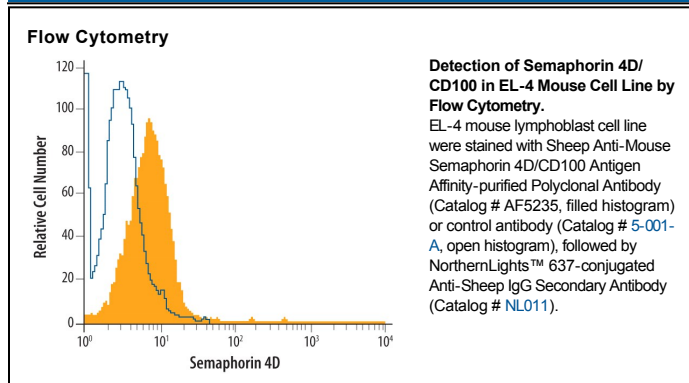 Flow Cytometry
120
100
80
60
40
20
0
Relative Cell Number
10⁰
10¹
10²
10³
10⁴
Semaphorin 4D
Detection of Semaphorin 4D/
CD100 in EL-4 Mouse Cell Line by
Flow Cytometry.
EL-4 mouse lymphoblast cell line
were stained with Sheep Anti-Mouse
Semaphorin 4D/CD100 Antigen
Affinity-purified Polyclonal Antibody
(Catalog # AF5235, filled histogram)
or control antibody (Catalog # 5-001-
A, open histogram), followed by
NorthernLights™ 637-conjugated
Anti-Sheep IgG Secondary Antibody
(Catalog # NL011).